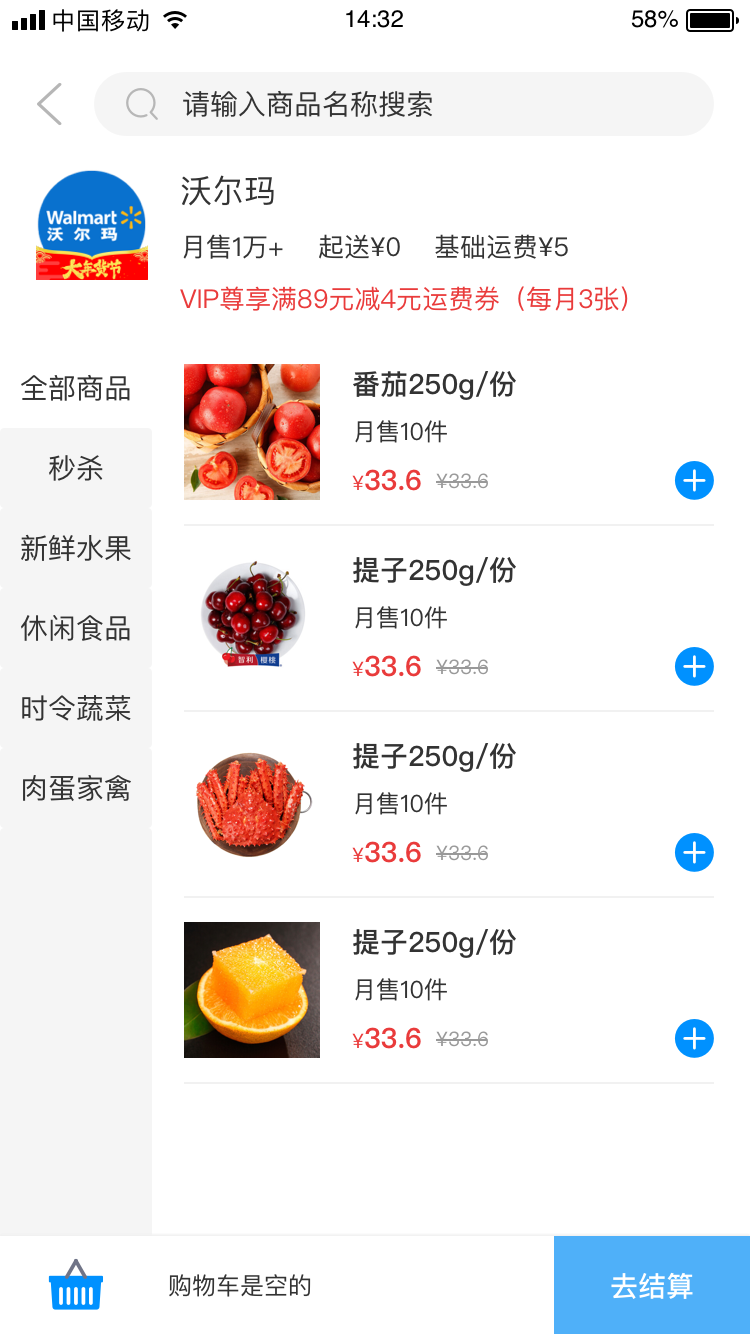 中国移动
14:32
58%
请输入商品名称搜索
Walmart
沃尔玛
大年货节
沃尔玛
月售1万+ 起送¥0 基础运费¥5
VIP尊享满89元减4元运费券（每月3张）
全部商品
秒杀
新鲜水果
休闲食品
时令蔬菜
肉蛋家禽
番茄250g/份
月售10件
¥33.6 ¥33.6
提子250g/份
月售10件
¥33.6 ¥33.6
智利 樱桃
提子250g/份
月售10件
¥33.6 ¥33.6
提子250g/份
月售10件
¥33.6 ¥33.6
购物车是空的
去结算